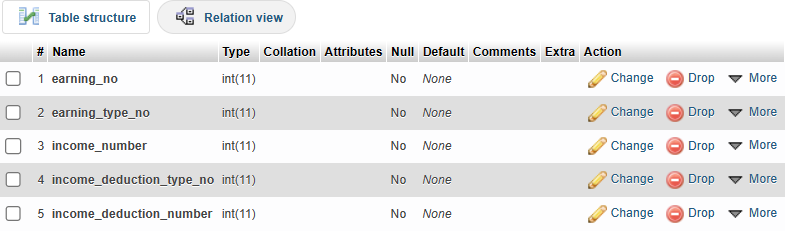 Table structure Relation view
# Name Type Collation Attributes Null Default Comments Extra Action
1 earning_no int(11) No None Change Drop More
2 earning_type_no int(11) No None Change Drop More
3 income_number int(11) No None Change Drop More
4 income_deduction_type_no int(11) No None Change Drop More
5 income_deduction_number int(11) No None Change Drop More